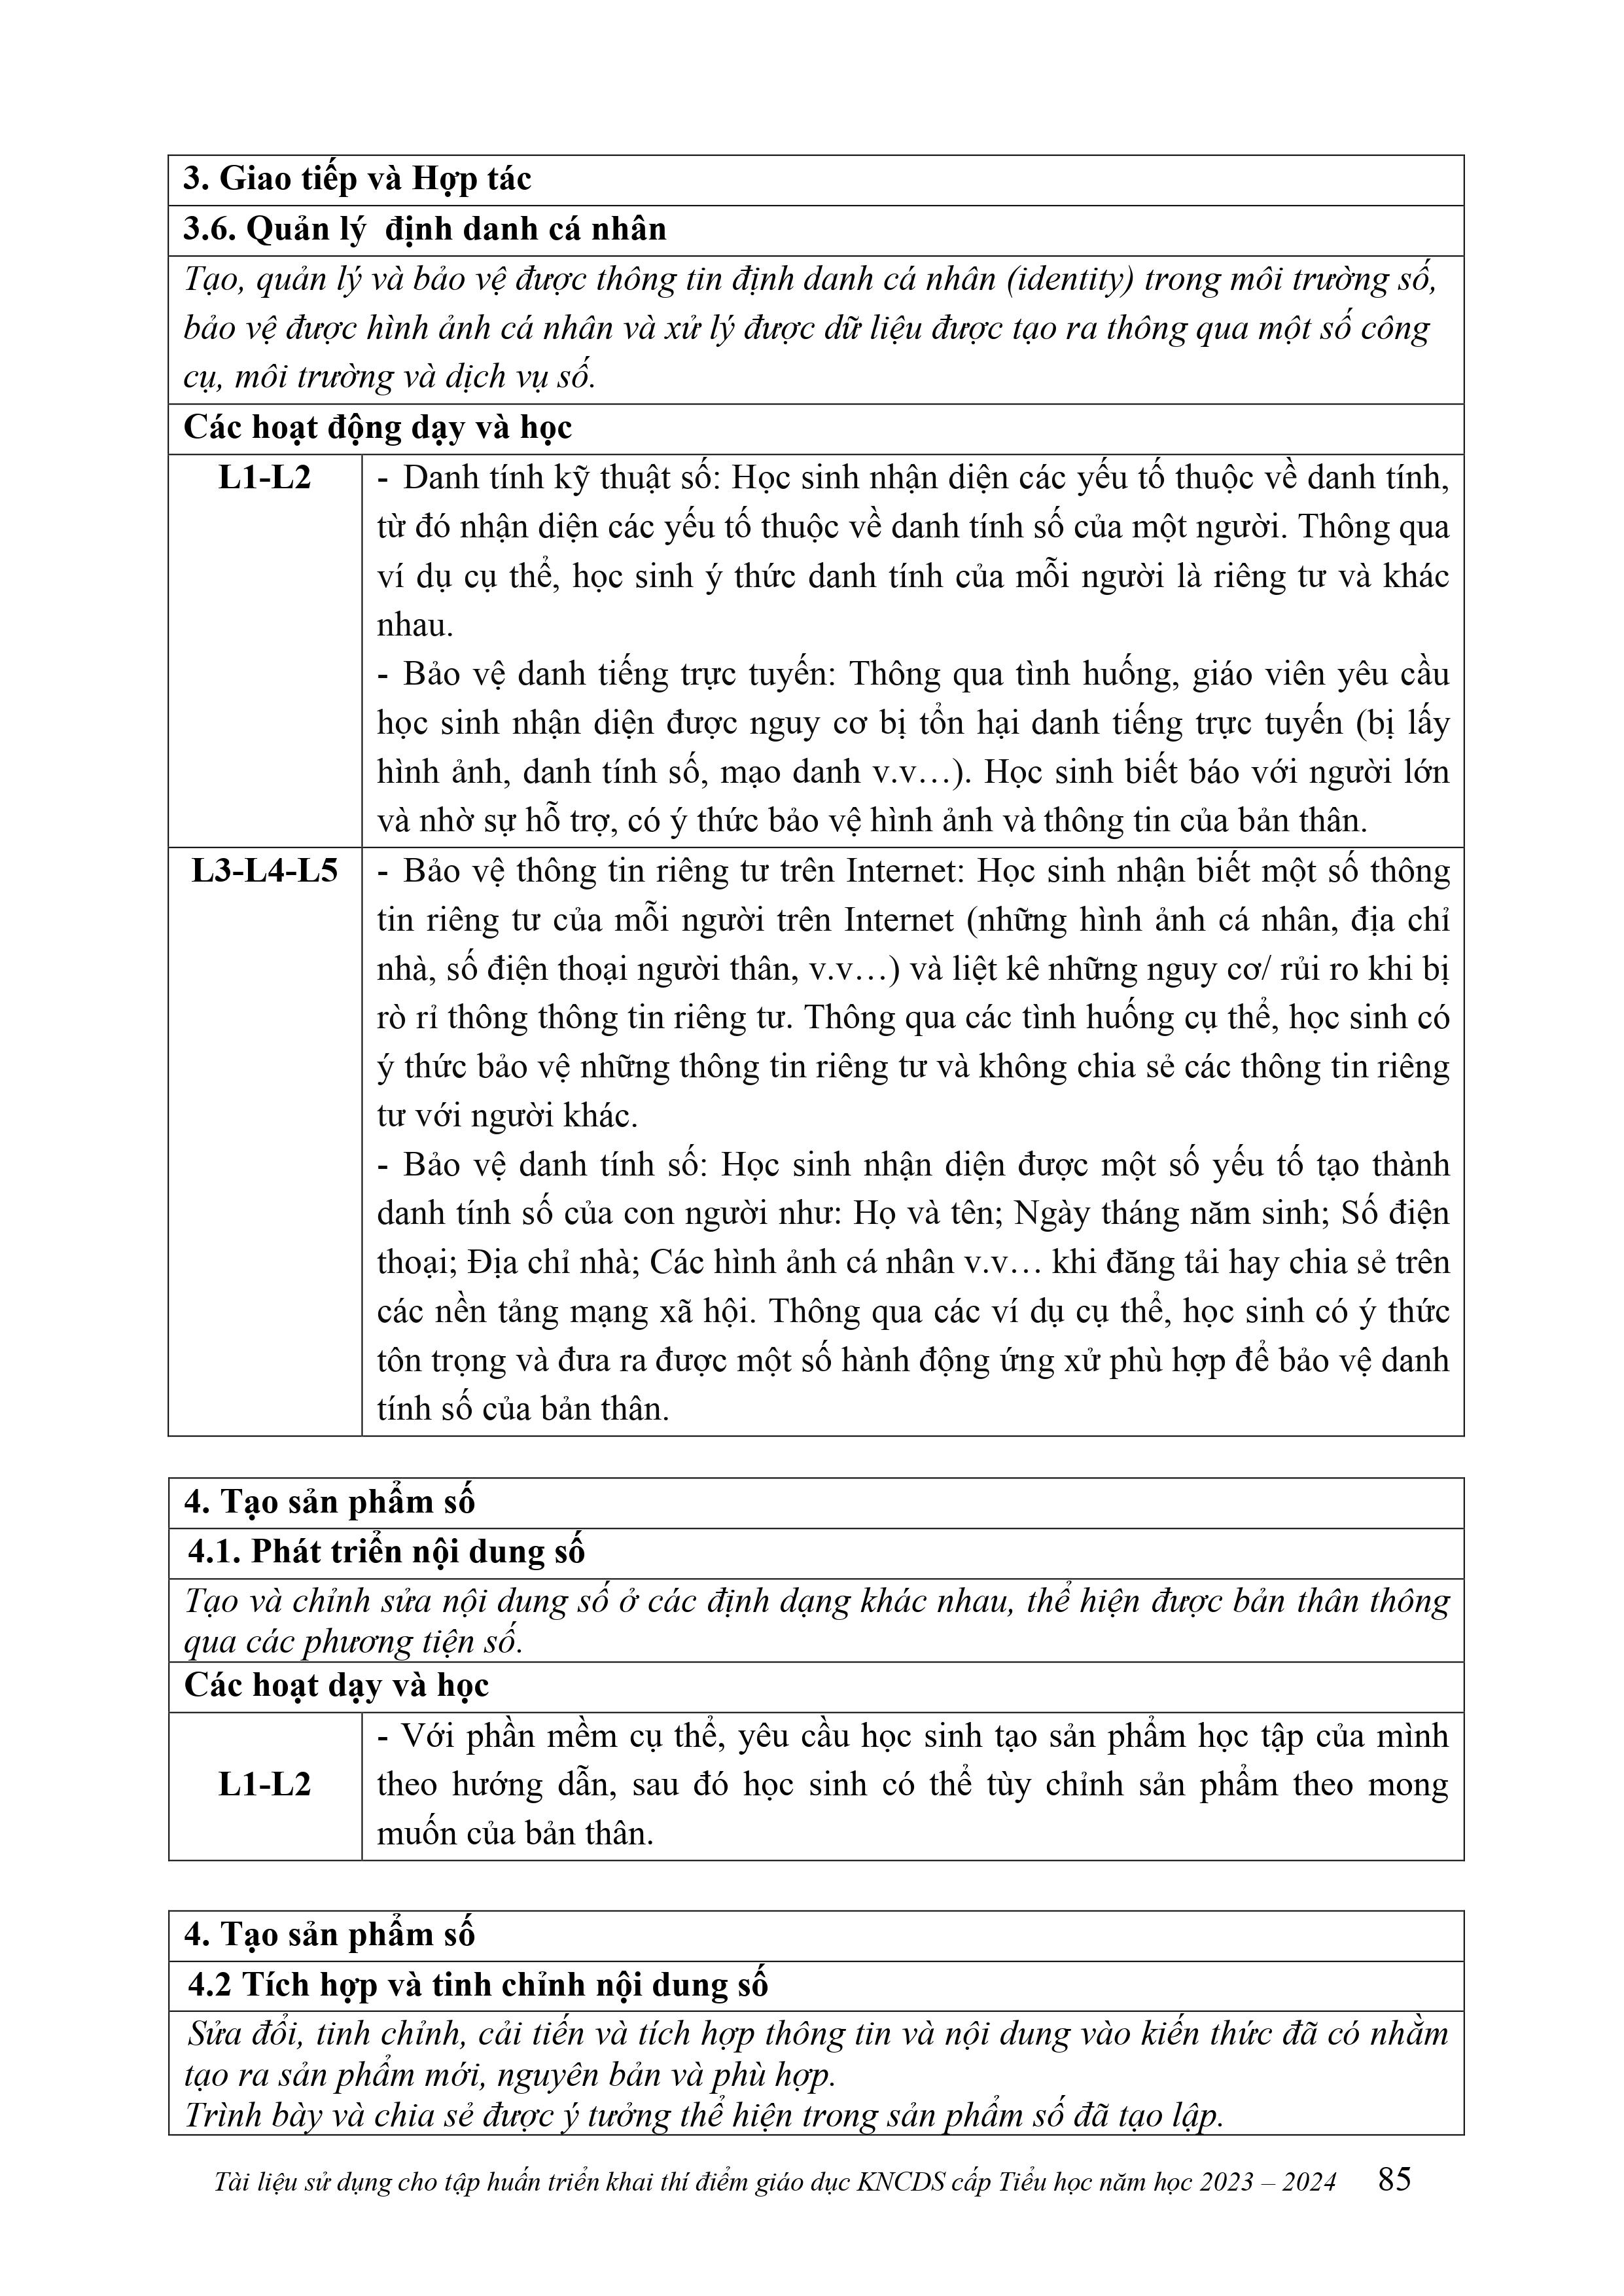 3. Giao tiếp và Hợp tác
3.6. Quản lý  định danh cá nhân
Tạo, quản lý và bảo vệ được thông tin định danh cá nhân (identity) trong môi trường số,
bảo vệ được hình ảnh cá nhân và xử lý được dữ liệu được tạo ra thông qua một số công
cụ, môi trường và dịch vụ số.
Các hoạt động dạy và học
L1-L2
- Danh tính kỹ thuật số: Học sinh nhận diện các yếu tố thuộc về danh tính,
từ đó nhận diện các yếu tố thuộc về danh tính số của một người. Thông qua
ví dụ cụ thể, học sinh ý thức danh tính của mỗi người là riêng tư và khác
nhau.
- Bảo vệ danh tiếng trực tuyến: Thông qua tình huống, giáo viên yêu cầu
học sinh nhận diện được nguy cơ bị tổn hại danh tiếng trực tuyến (bị lấy
hình ảnh, danh tính số, mạo danh v.v…). Học sinh biết báo với người lớn
và nhờ sự hỗ trợ, có ý thức bảo vệ hình ảnh và thông tin của bản thân.
L3-L4-L5
- Bảo vệ thông tin riêng tư trên Internet: Học sinh nhận biết một số thông
tin riêng tư của mỗi người trên Internet (những hình ảnh cá nhân, địa chỉ
nhà, số điện thoại người thân, v.v…) và liệt kê những nguy cơ/ rủi ro khi bị
rò rỉ thông thông tin riêng tư. Thông qua các tình huống cụ thể, học sinh có
ý thức bảo vệ những thông tin riêng tư và không chia sẻ các thông tin riêng
tư với người khác.
- Bảo vệ danh tính số: Học sinh nhận diện được một số yếu tố tạo thành
danh tính số của con người như: Họ và tên; Ngày tháng năm sinh; Số điện
thoại; Địa chỉ nhà; Các hình ảnh cá nhân v.v… khi đăng tải hay chia sẻ trên
các nền tảng mạng xã hội. Thông qua các ví dụ cụ thể, học sinh có ý thức
tôn trọng và đưa ra được một số hành động ứng xử phù hợp để bảo vệ danh
tính số của bản thân.
4. Tạo sản phẩm số
4.1. Phát triển nội dung số
Tạo và chỉnh sửa nội dung số ở các định dạng khác nhau, thể hiện được bản thân thông
qua các phương tiện số.
Các hoạt dạy và học
L1-L2
- Với phần mềm cụ thể, yêu cầu học sinh tạo sản phẩm học tập của mình
theo hướng dẫn, sau đó học sinh có thể tùy chỉnh sản phẩm theo mong
muốn của bản thân.
4. Tạo sản phẩm số
4.2 Tích hợp và tinh chỉnh nội dung số
Sửa đổi, tinh chỉnh, cải tiến và tích hợp thông tin và nội dung vào kiến thức đã có nhằm
tạo ra sản phẩm mới, nguyên bản và phù hợp.
Trình bày và chia sẻ được ý tưởng thể hiện trong sản phẩm số đã tạo lập.
Tài liệu sử dụng cho tập huấn triển khai thí điểm giáo dục KNCDS cấp Tiểu học năm học 2023 – 2024 85